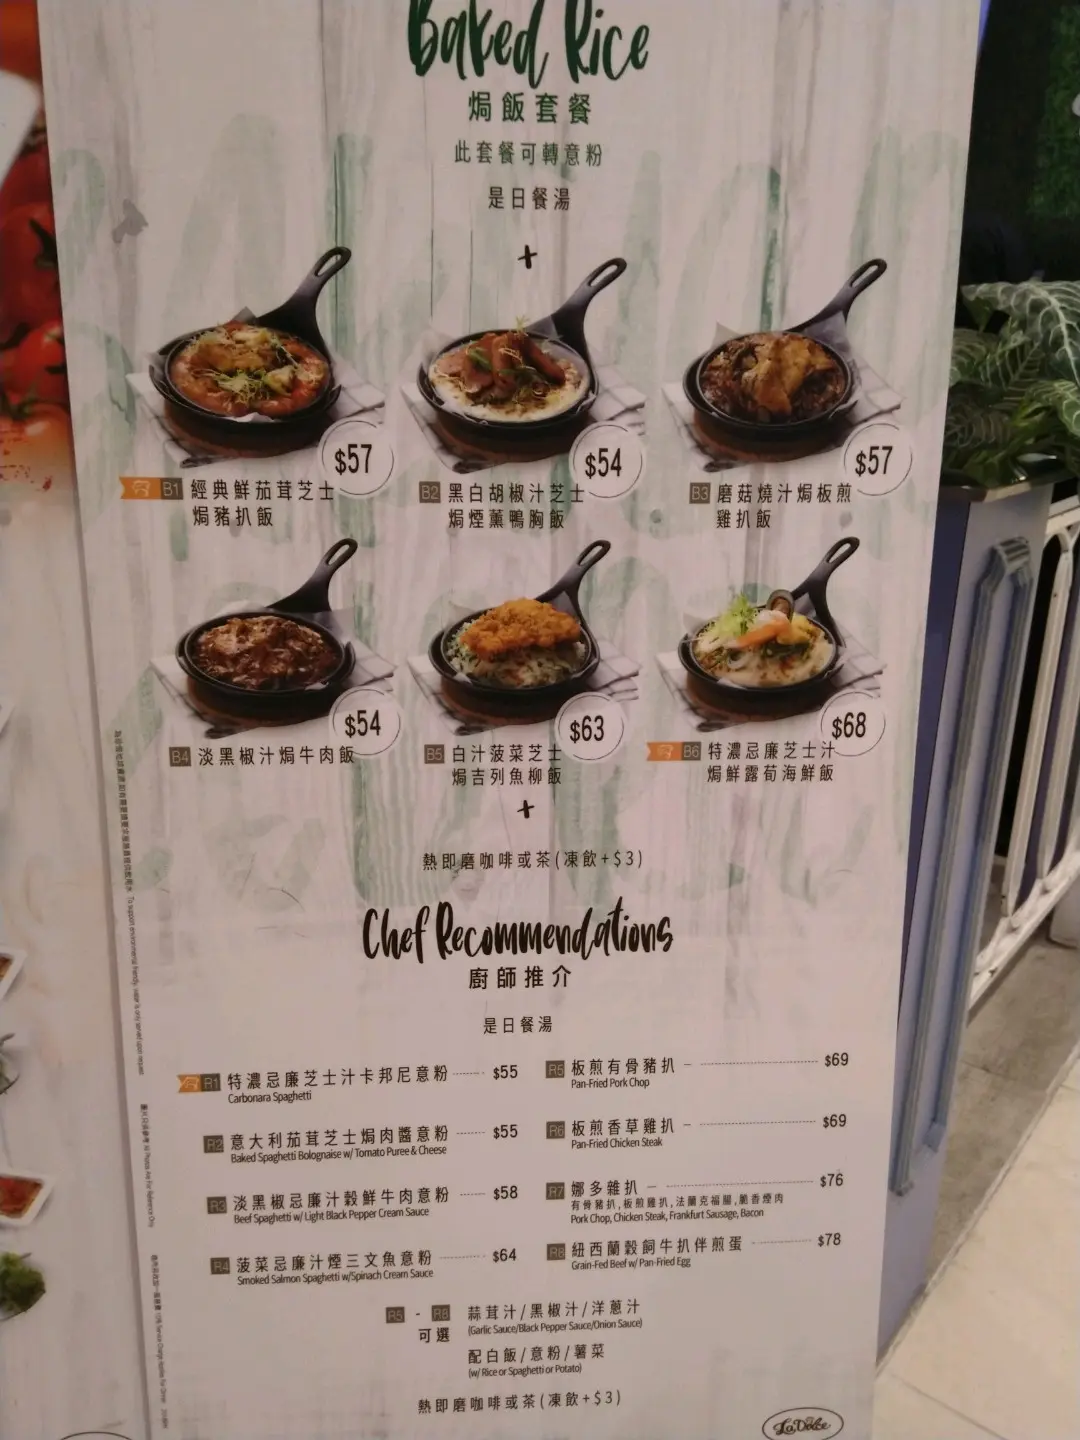 Baked Rice
焗飯套餐
此套餐可轉意粉
是日餐湯
+
$57
B1 經典鮮茄茸芝士
焗豬扒飯
$54
B2 黑白胡椒汁芝士
焗煙薰鴨胸飯
$57
B3 磨菇燒汁焗板煎
雞扒飯
$54
B4 淡黑椒汁焗牛肉飯
$63
B5 白汁菠菜芝士
焗吉列魚柳飯
$68
B6 特濃忌廉芝士汁
焗鮮露荀海鮮飯
+
熱即磨咖啡或茶(凍飲+$3)
Chef Recommendations
廚師推介
是日餐湯
R1 特濃忌廉芝士汁卡邦尼意粉 $55
Carbonara Spaghetti
R2 意大利茄茸芝士焗肉醬意粉 $55
Baked Spaghetti Bolognaise w/ Tomato Puree & Cheese
R3 淡黑椒忌廉汁穀鮮牛肉意粉 $58
Beef Spaghetti w/ Light Black Pepper Cream Sauce
R4 菠菜忌廉汁煙三文魚意粉 $64
Smoked Salmon Spaghetti w/Spinach Cream Sauce
R5 板煎有骨豬扒 $69
Pan-Fried Pork Chop
R6 板煎香草雞扒 $69
Pan-Fried Chicken Steak
R7 娜多雜扒 $76
有骨豬扒,板煎雞扒,法蘭克福腸,脆香煙肉
Pork Chop, Chicken Steak, Frankfurt Sausage, Bacon
R8 紐西蘭穀飼牛扒伴煎蛋 $78
Grain-Fed Beef w/ Pan-Fried Egg
R5 - R8 蒜茸汁/黑椒汁/洋蔥汁
可選 (Garlic Sauce/Black Pepper Sauce/Onion Sauce)
配白飯/意粉/薯菜
(w/ Rice or Spaghetti or Potato)
熱即磨咖啡或茶(凍飲+$3)
La Dolce